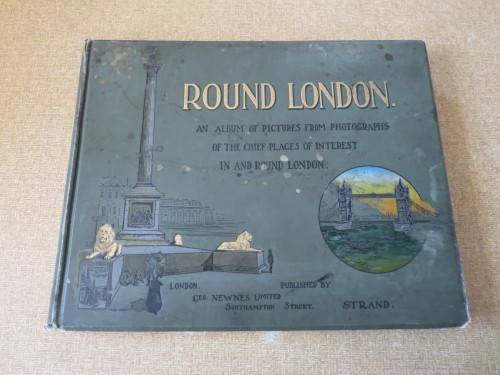 ROUND LONDON.
AN ALBUM OF PICTURES FROM PHOTOGRAPHS
OF THE CHIEF PLACES OF INTEREST
IN AND ROUND LONDON.
LONDON. PUBLISHED BY
GEO. NEWNES LIMITED
SOUTHAMPTON STREET. STRAND.